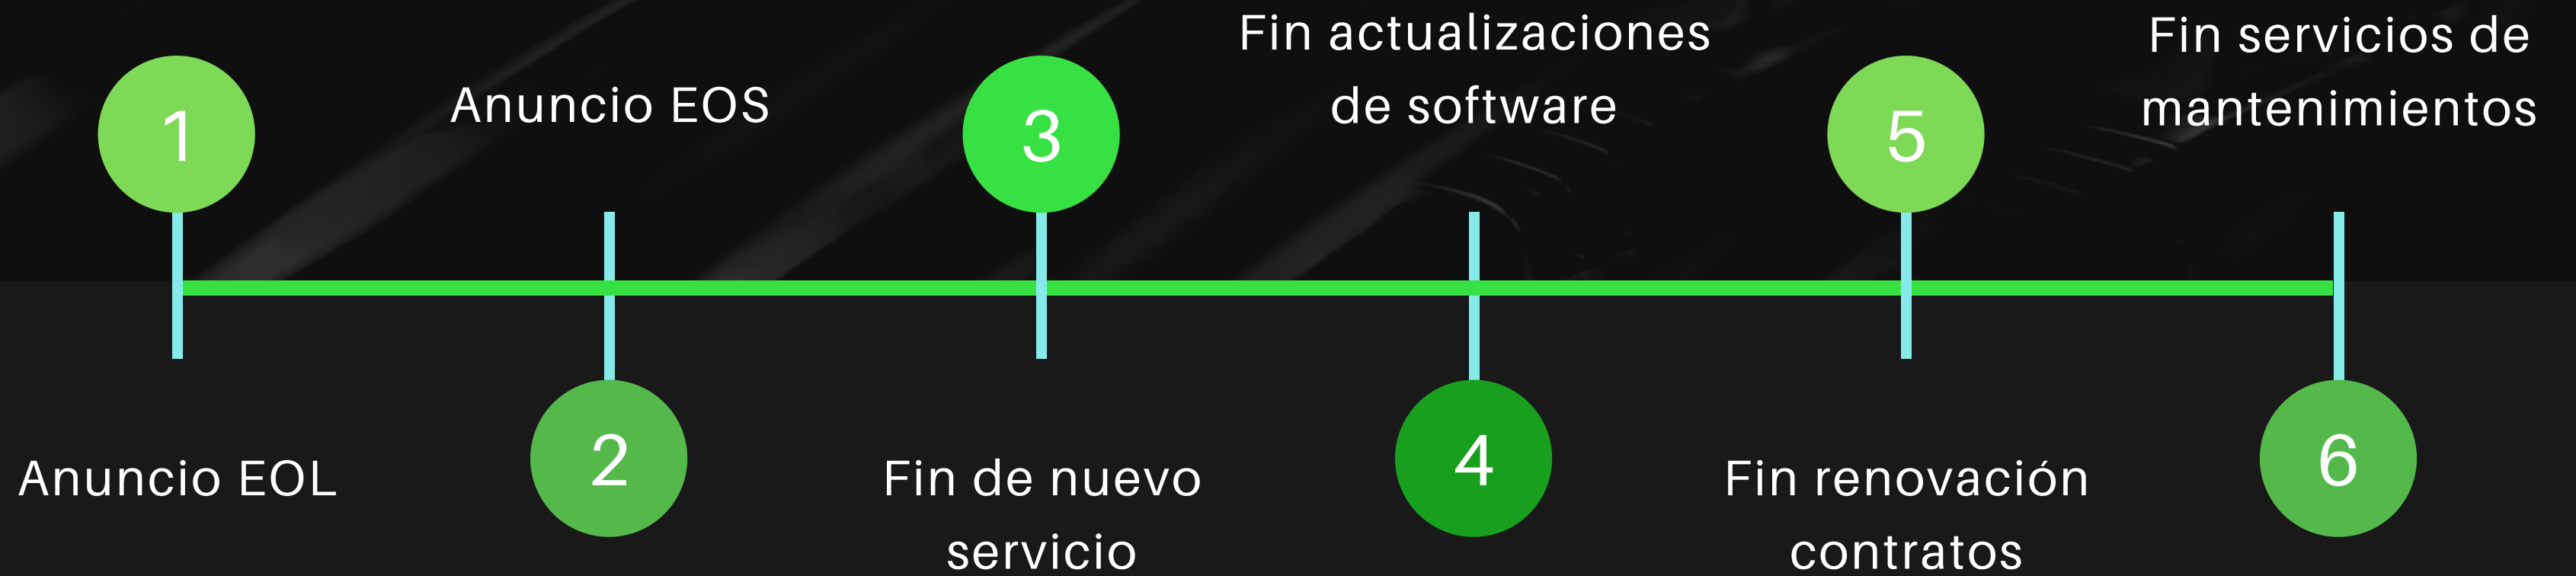 1
Anuncio EOL
Anuncio EOS
2
3
Fin de nuevo
servicio
Fin actualizaciones
de software
4
5
Fin renovación
contratos
Fin servicios de
mantenimientos
6